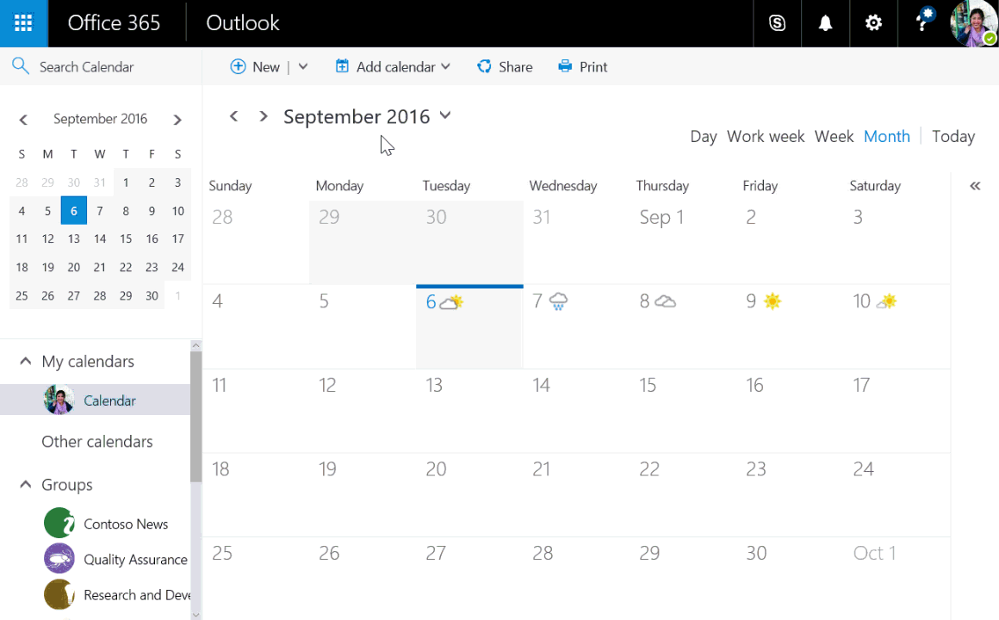 Office 365 Outlook
Search Calendar
New | Add calendar Share Print
September 2016
S M T W T F S
28 29 30 31 1 2 3
4 5 6 7 8 9 10
11 12 13 14 15 16 17
18 19 20 21 22 23 24
25 26 27 28 29 30 1
My calendars
Calendar
Other calendars
Groups
Contoso News
Quality Assurance
Research and Deve
September 2016
Day Work week Week Month Today
Sunday Monday Tuesday Wednesday Thursday Friday Saturday
28 29 30 31 Sep 1 2 3
4 5 6 7 8 9 10
11 12 13 14 15 16 17
18 19 20 21 22 23 24
25 26 27 28 29 30 Oct 1